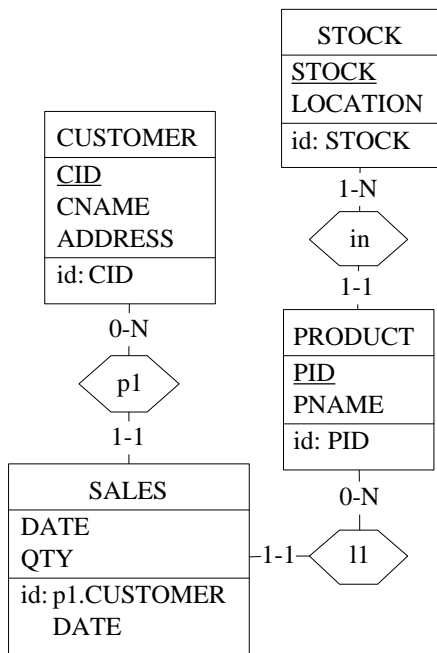 STOCK
STOCK
LOCATION
id: STOCK
1-N
in
1-1
CUSTOMER
CID
CNAME
ADDRESS
id: CID
0-N
p1
1-1
PRODUCT
PID
PNAME
id: PID
0-N
l1
1-1
SALES
DATE
QTY
id: p1.CUSTOMER
DATE